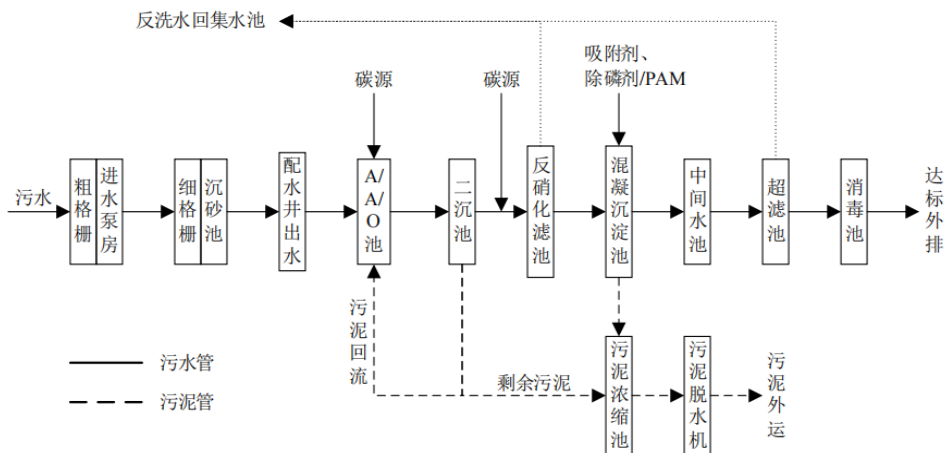 反洗水回集水池
吸附剂、
除磷剂/PAM
碳源
碳源
污水
粗格栅
进水泵房
细格栅
沉砂池
配水井出水
A/A/O池
二沉池
反硝化滤池
混凝沉淀池
中间水池
超滤池
消毒池
达标外排
污泥回流
剩余污泥
污泥浓缩池
污泥脱水机
污泥外运
污水管
污泥管